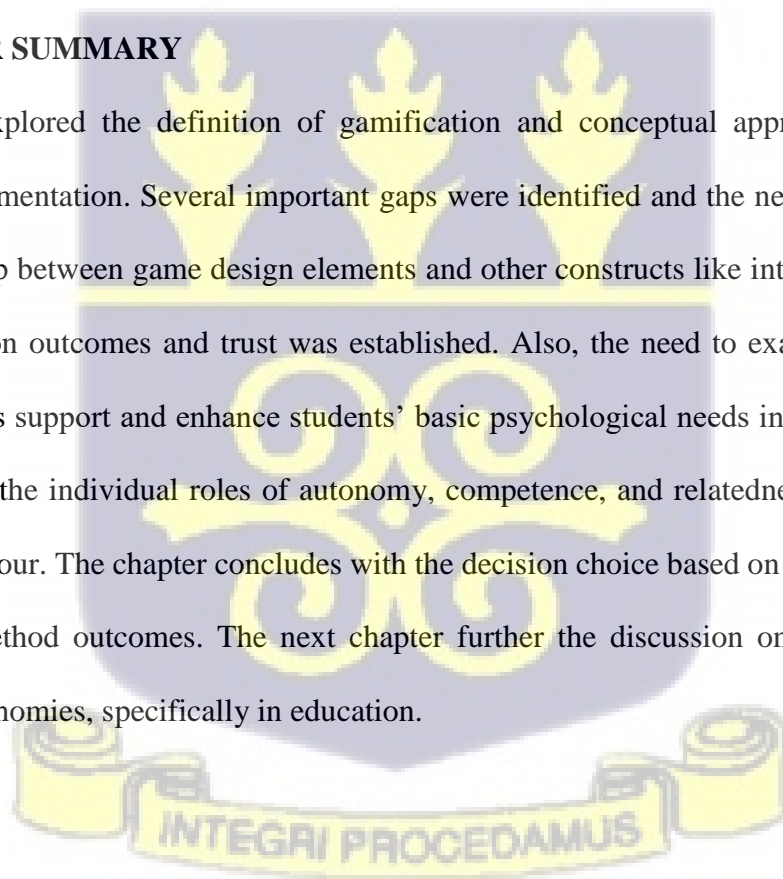 R SUMMARY
xplored the definition of gamification and conceptual appr
mentation. Several important gaps were identified and the ne
p between game design elements and other constructs like int
on outcomes and trust was established. Also, the need to exa
s support and enhance students’ basic psychological needs in
the individual roles of autonomy, competence, and relatedne
our. The chapter concludes with the decision choice based on
ethod outcomes. The next chapter further the discussion on
nomies, specifically in education.
INTEGRI PROCEDAMUS